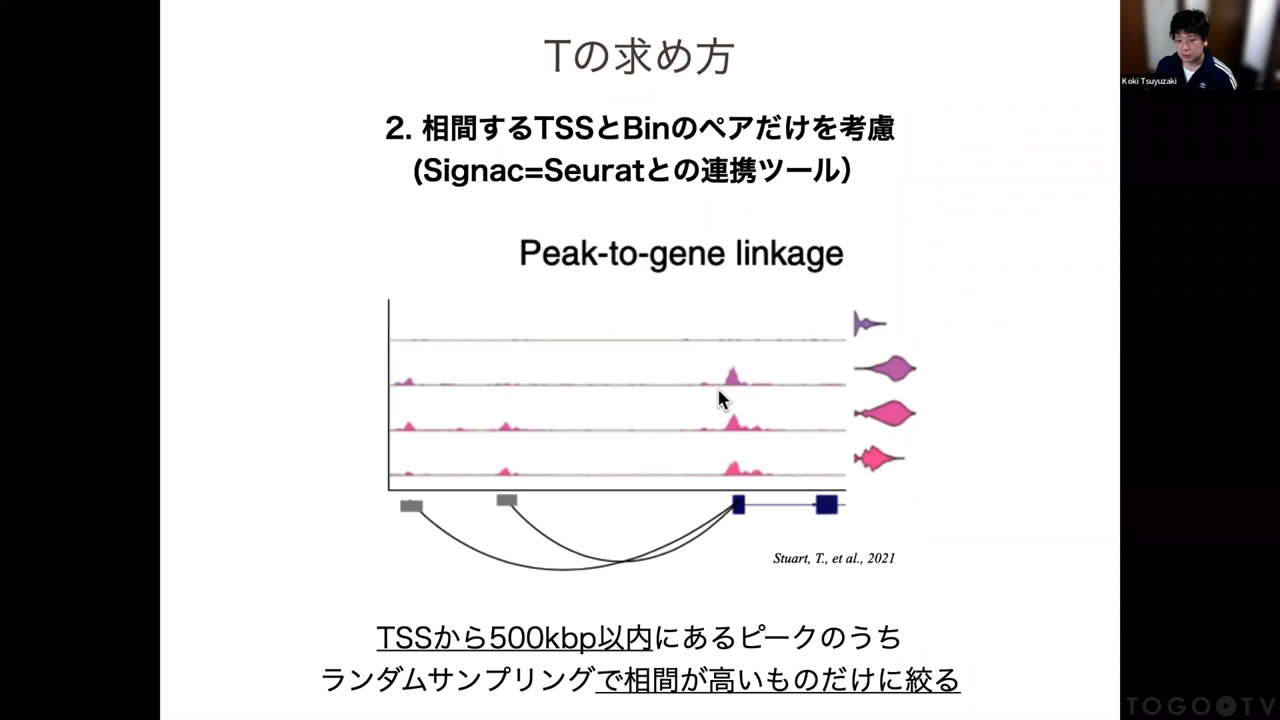 Tの求め方
2. 相間するTSSとBinのペアだけを考慮
(Signac=Seuratとの連携ツール）
Peak-to-gene linkage
Stuart, T., et al., 2021
TSSから500kbp以内にあるピークのうち
ランダムサンプリングで相間が高いものだけに絞る
Koki Tsuyuzaki
TOGO TV